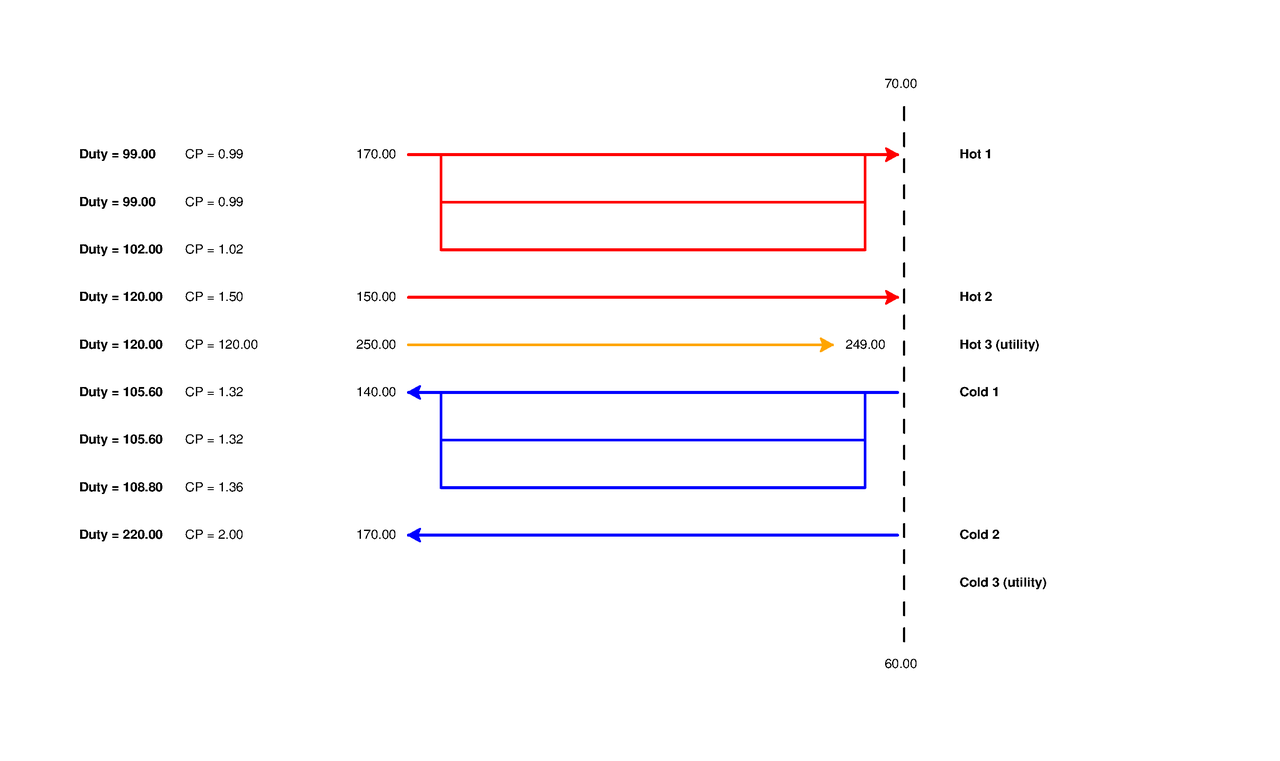 70.00
Duty = 99.00 CP = 0.99 170.00 Hot 1
Duty = 99.00 CP = 0.99
Duty = 102.00 CP = 1.02
Duty = 120.00 CP = 1.50 150.00 Hot 2
Duty = 120.00 CP = 120.00 250.00 249.00 Hot 3 (utility)
Duty = 105.60 CP = 1.32 140.00 Cold 1
Duty = 105.60 CP = 1.32
Duty = 108.80 CP = 1.36
Duty = 220.00 CP = 2.00 170.00 Cold 2
Cold 3 (utility)
60.00